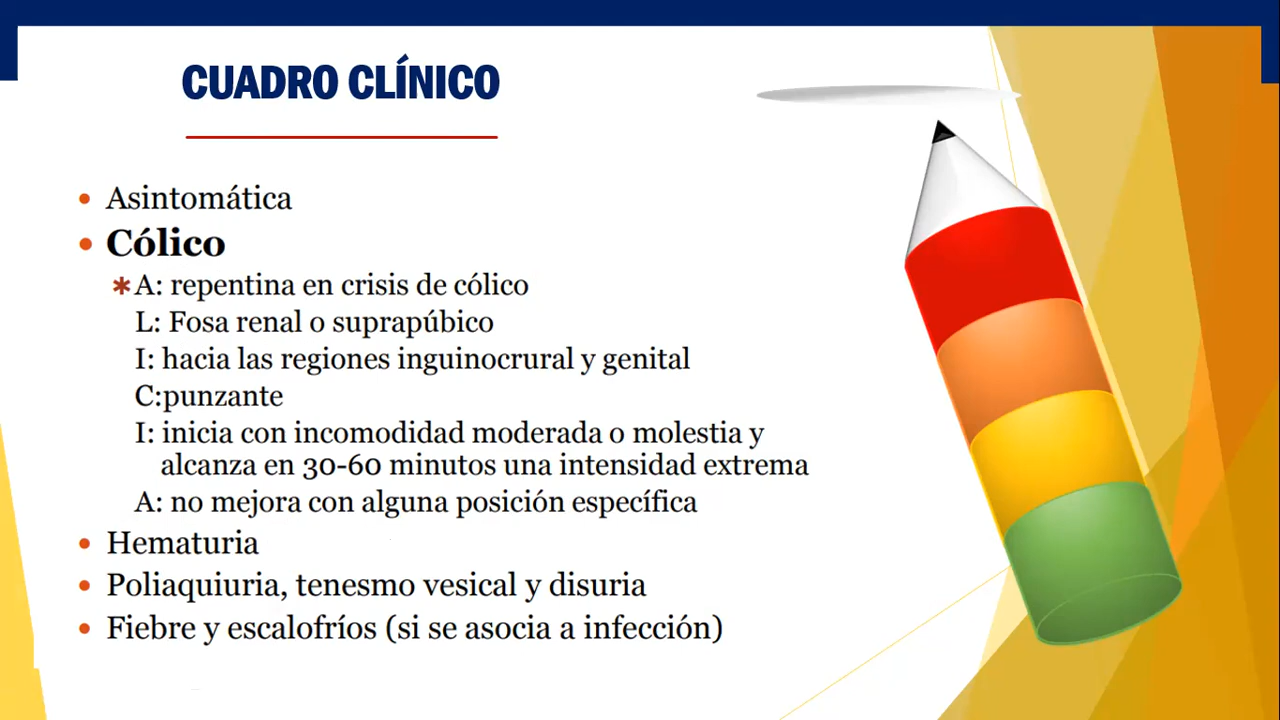 CUADRO CLÍNICO
• Asintomática
• Cólico
* A: repentina en crisis de cólico
L: Fosa renal o suprapúbico
I: hacia las regiones inguinocrural y genital
C:punzante
I: inicia con incomodidad moderada o molestia y
alcanza en 30-60 minutos una intensidad extrema
A: no mejora con alguna posición específica
• Hematuria
• Poliaquiuria, tenesmo vesical y disuria
• Fiebre y escalofríos (si se asocia a infección)